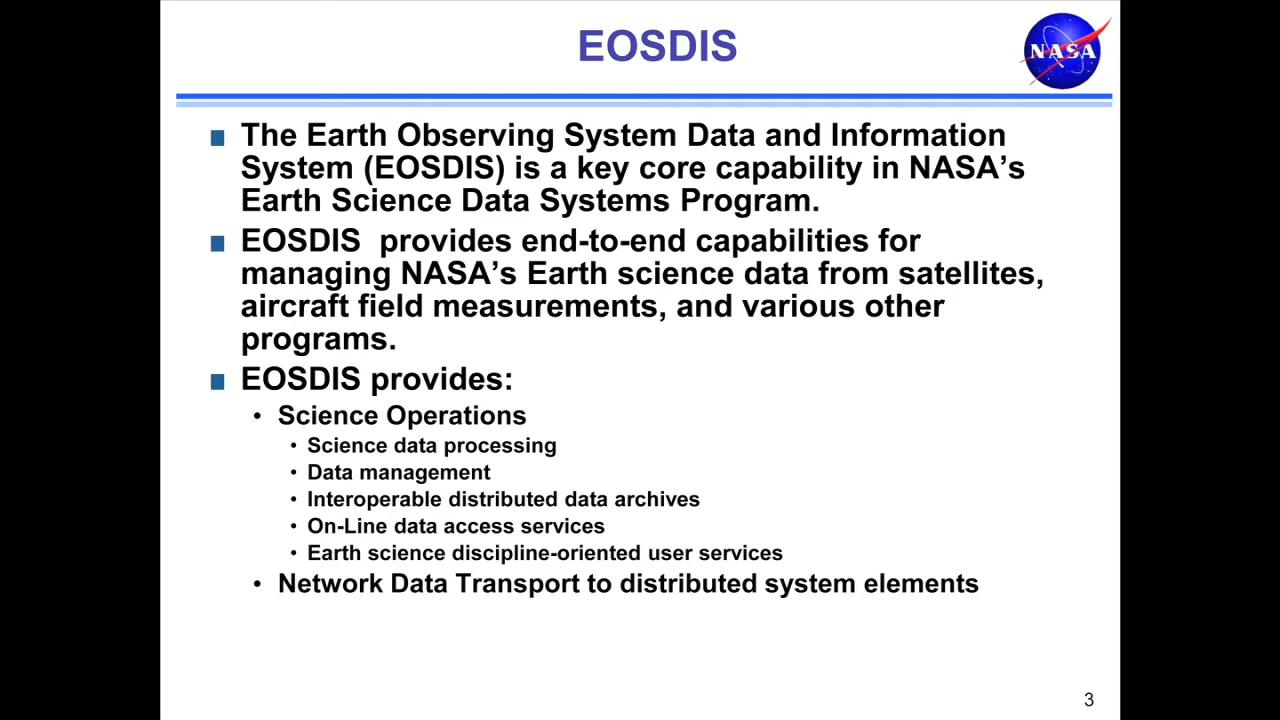 EOSDIS
NASA
■ The Earth Observing System Data and Information
System (EOSDIS) is a key core capability in NASA’s
Earth Science Data Systems Program.
■ EOSDIS  provides end-to-end capabilities for
managing NASA’s Earth science data from satellites,
aircraft field measurements, and various other
programs.
■ EOSDIS provides:
• Science Operations
• Science data processing
• Data management
• Interoperable distributed data archives
• On-Line data access services
• Earth science discipline-oriented user services
• Network Data Transport to distributed system elements
3